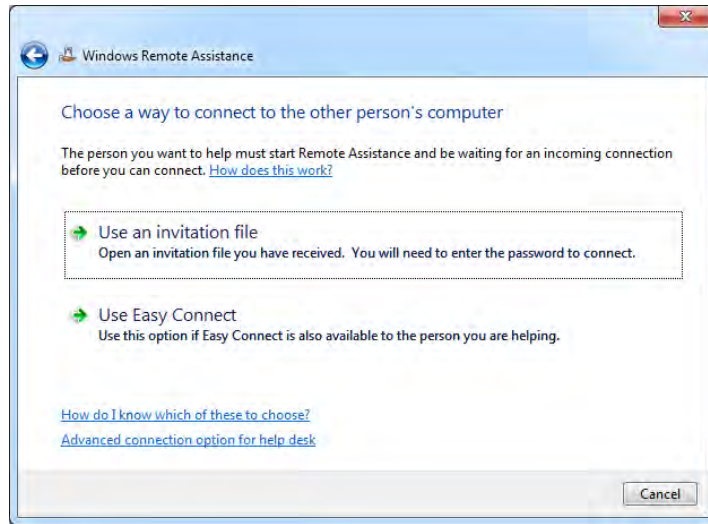 Windows Remote Assistance
Choose a way to connect to the other person's computer
The person you want to help must start Remote Assistance and be waiting for an incoming connection
before you can connect. How does this work?
Use an invitation file
Open an invitation file you have received. You will need to enter the password to connect.
Use Easy Connect
Use this option if Easy Connect is also available to the person you are helping.
How do I know which of these to choose?
Advanced connection option for help desk
Cancel